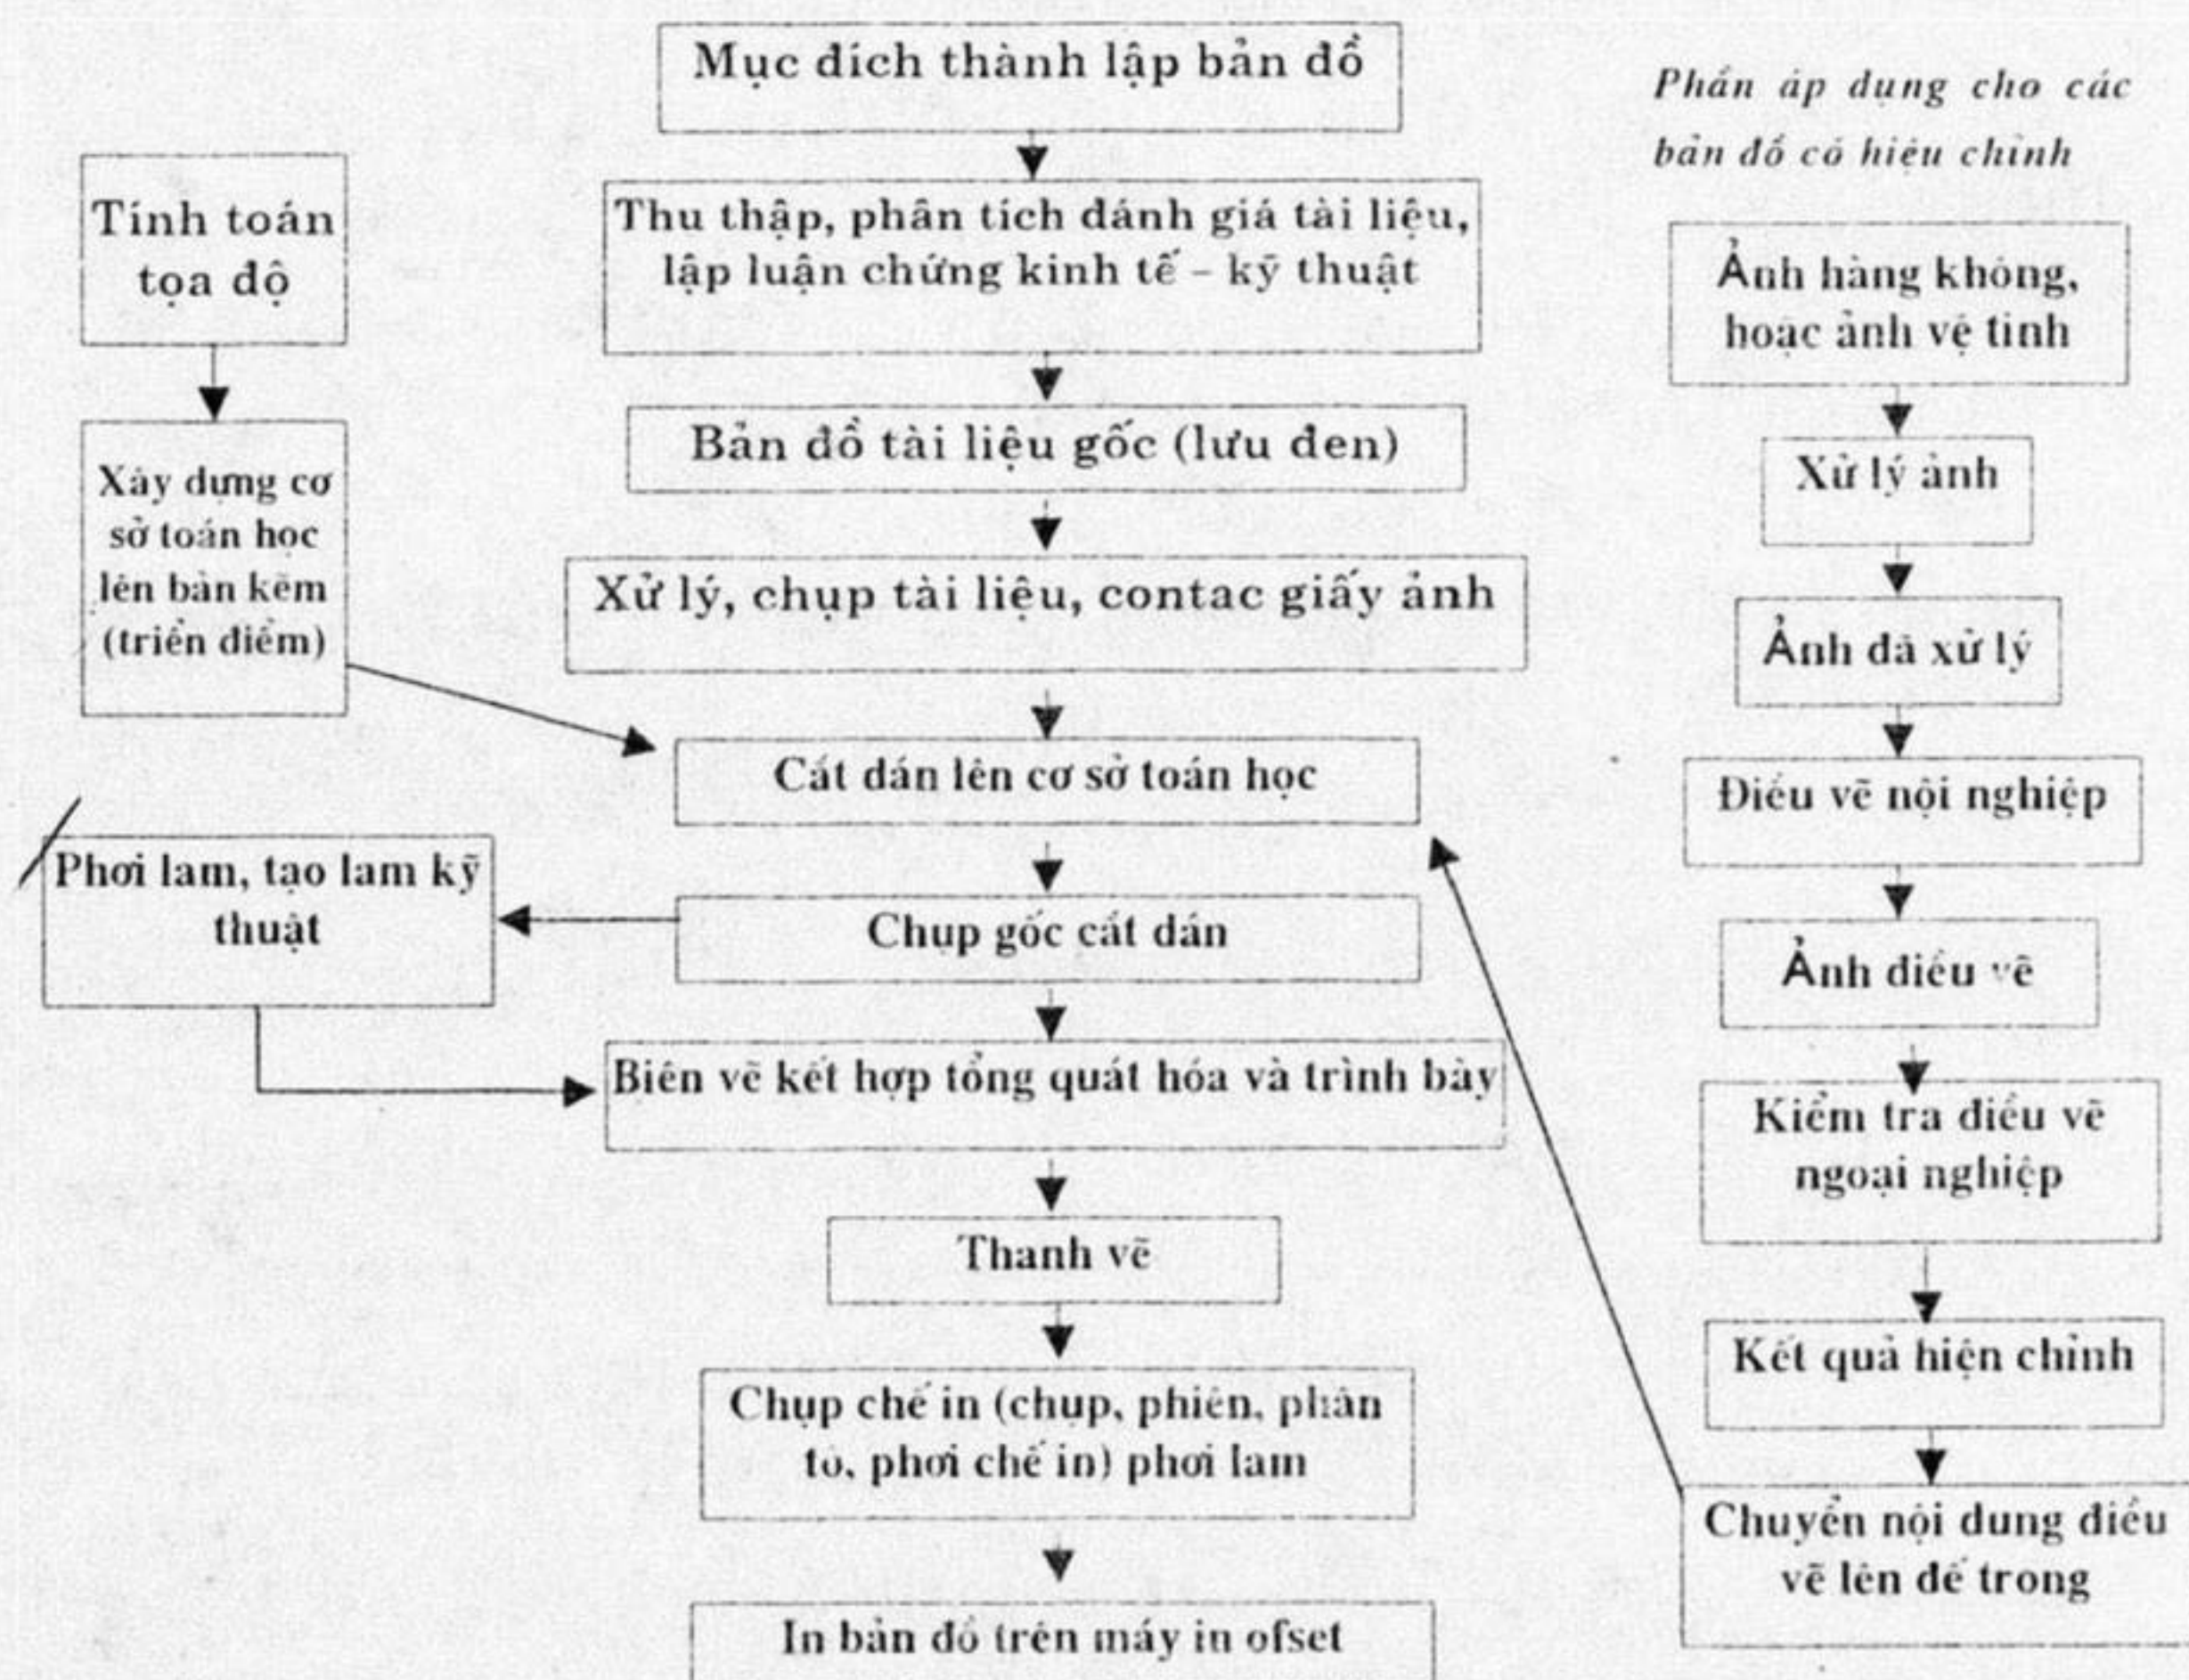 Mục đích thành lập bản đồ
Thu thập, phân tích đánh giá tài liệu,
lập luận chứng kinh tế – kỹ thuật
Bản đồ tài liệu gốc (lưu đen)
Xử lý, chụp tài liệu, contac giấy ảnh
Tính toán
tọa độ
Xây dựng cơ
sở toán học
lên bản kẽm
(triển điểm)
Cắt dán lên cơ sở toán học
Chụp gốc cắt dán
Phơi lam, tạo lam kỹ
thuật
Biên vẽ kết hợp tổng quát hóa và trình bày
Thanh vẽ
Chụp chế in (chụp, phiên, phân
tô, phơi chế in) phơi lam
In bản đồ trên máy in ofset
Phần áp dụng cho các
bản đồ có hiệu chỉnh
Ảnh hàng không,
hoặc ảnh vệ tinh
Xử lý ảnh
Ảnh đã xử lý
Điều vẽ nội nghiệp
Ảnh điều vẽ
Kiểm tra điều vẽ
ngoại nghiệp
Kết quả hiện chỉnh
Chuyển nội dung điều
vẽ lên đế trong